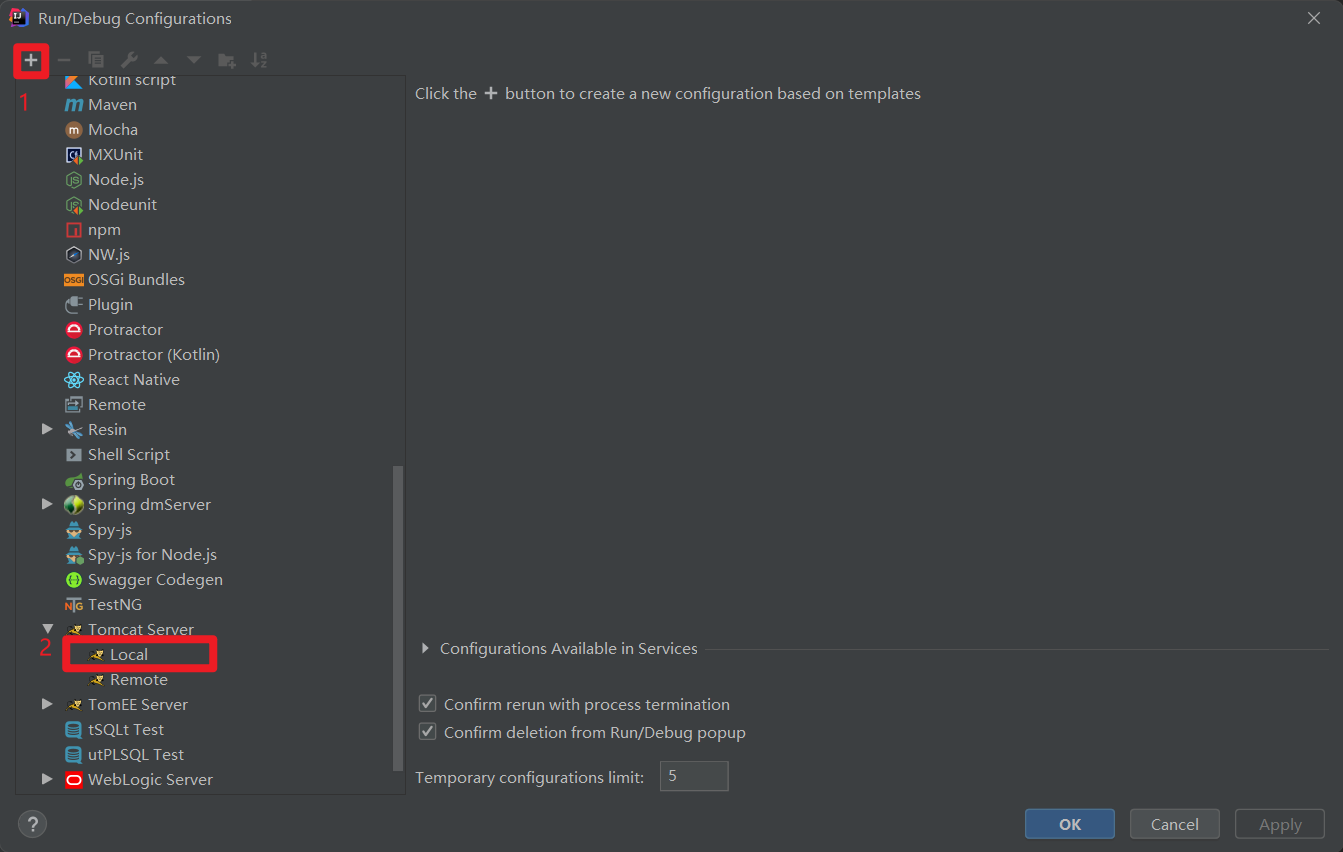 Run/Debug Configurations
1
Kotlin script
Maven
Mocha
MXUnit
Node.js
Nodeunit
npm
NW.js
OSGi Bundles
Plugin
Protractor
Protractor (Kotlin)
React Native
Remote
Resin
Shell Script
Spring Boot
Spring dmServer
Spy-js
Spy-js for Node.js
Swagger Codegen
TestNG
Tomcat Server
2
Local
Remote
TomEE Server
tSQLt Test
utPLSQL Test
WebLogic Server
Click the + button to create a new configuration based on templates
Configurations Available in Services
Confirm rerun with process termination
Confirm deletion from Run/Debug popup
Temporary configurations limit: 5
?
OK Cancel Apply